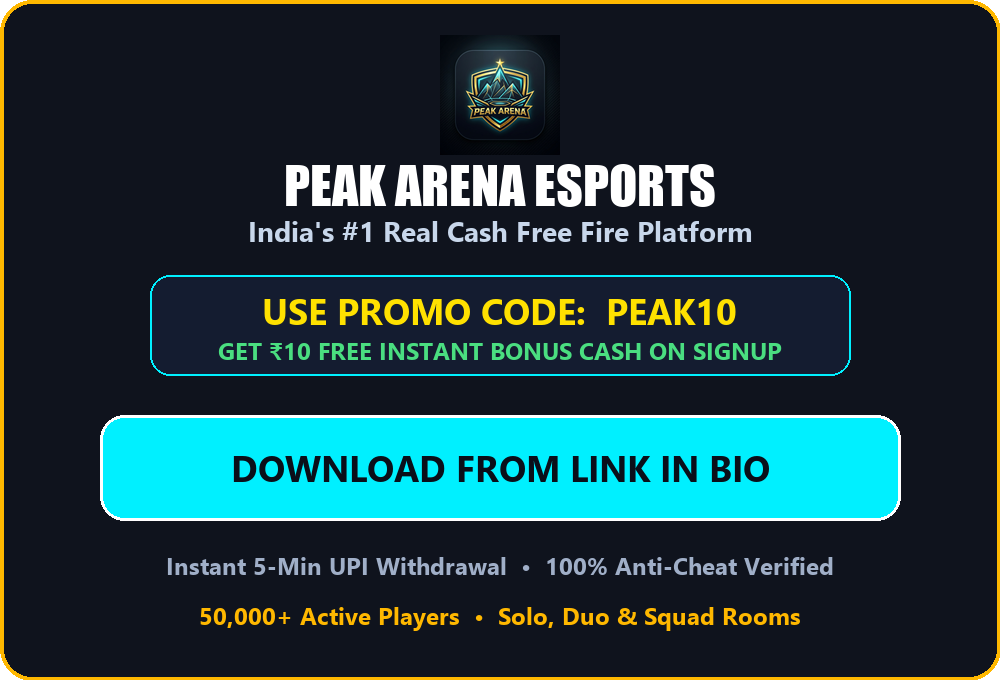 PEAK ARENA
PEAK ARENA ESPORTS
India's #1 Real Cash Free Fire Platform
USE PROMO CODE: PEAK10
GET ₹10 FREE INSTANT BONUS CASH ON SIGNUP
DOWNLOAD FROM LINK IN BIO
Instant 5-Min UPI Withdrawal • 100% Anti-Cheat Verified
50,000+ Active Players • Solo, Duo & Squad Rooms